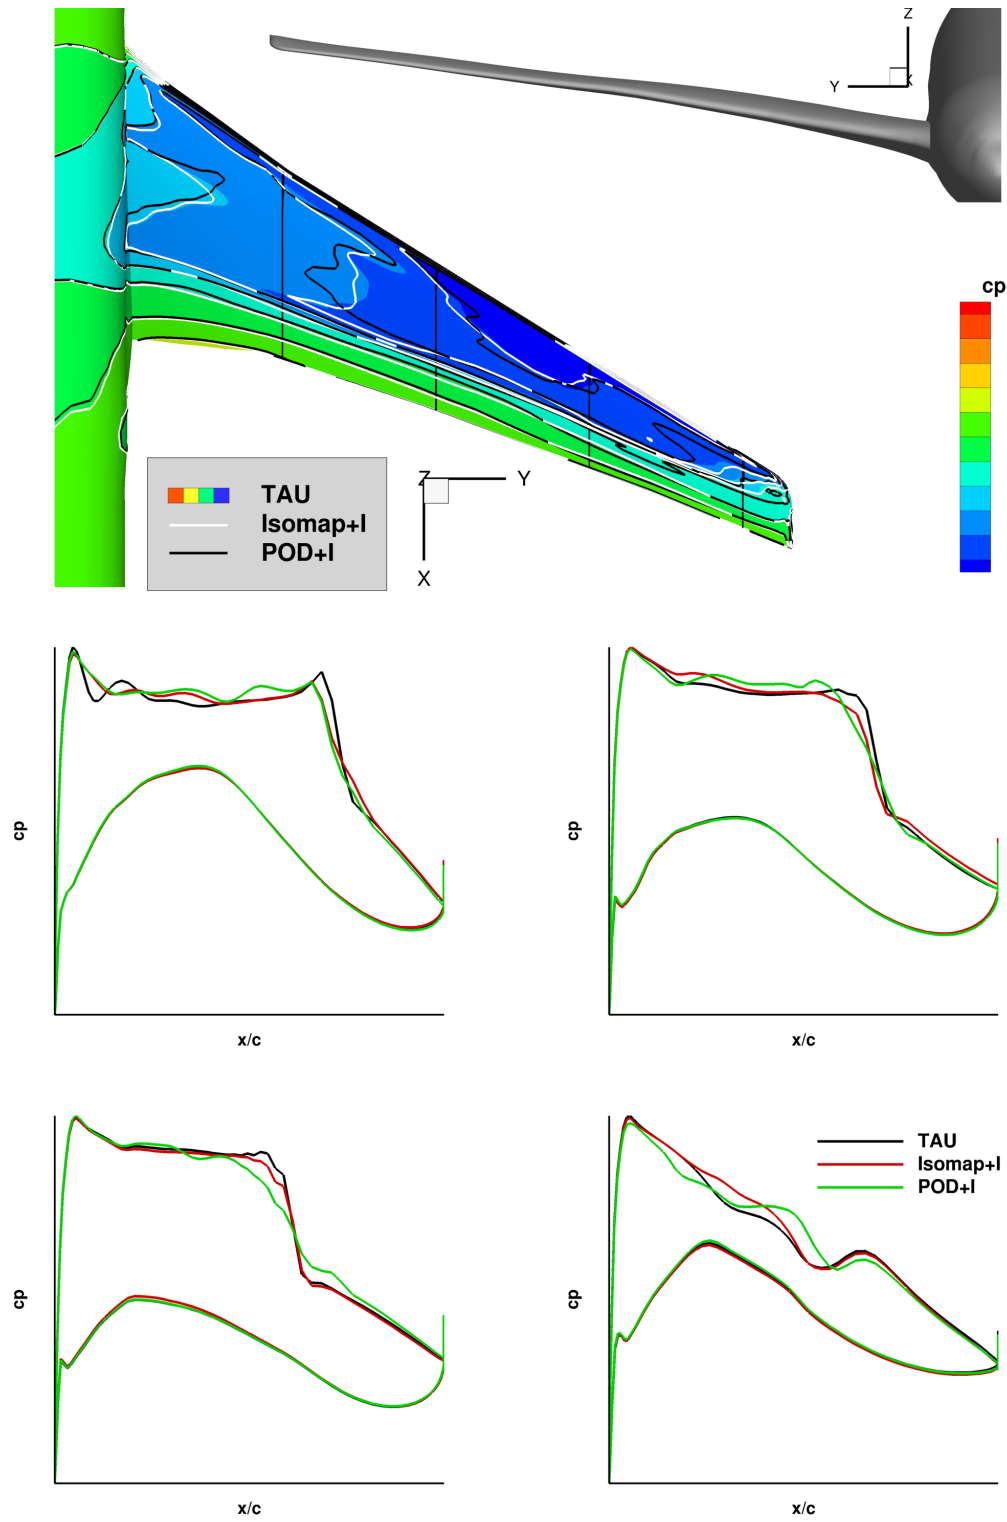 Z
Y
X
cp
Z
Y
X
TAU
Isomap+I
POD+I
cp
x/c
cp
x/c
cp
x/c
TAU
Isomap+I
POD+I
cp
x/c